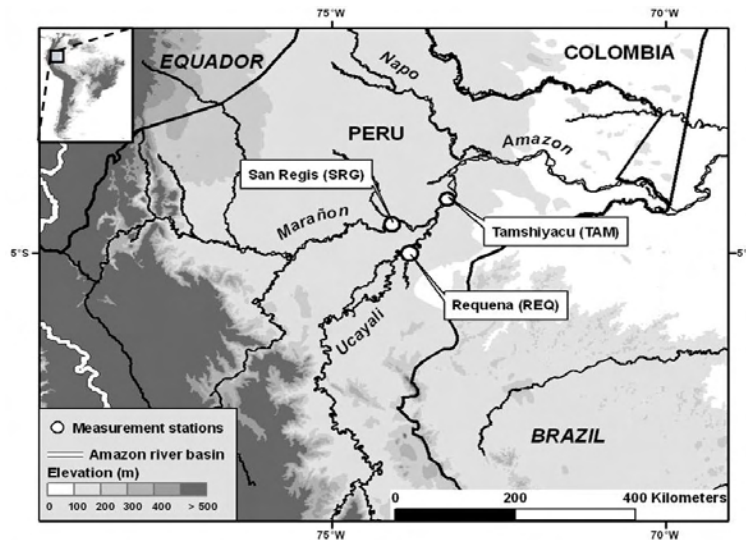 75°W
70°W
EQUADOR
COLOMBIA
Napo
PERU
Amazon
San Regis (SRG)
Marañon
Tamshiyacu (TAM)
5°S
5°S
Requena (REQ)
Ucayali
BRAZIL
Measurement stations
Amazon river basin
Elevation (m)
0 100 200 300 400 > 500
0 200 400 Kilometers
75°W
70°W